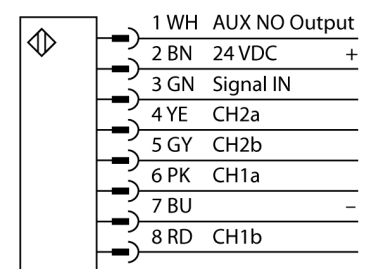 1 WH AUX NO Output
2 BN 24 VDC +
3 GN Signal IN
4 YE CH2a
5 GY CH2b
6 PK CH1a
7 BU –
8 RD CH1b